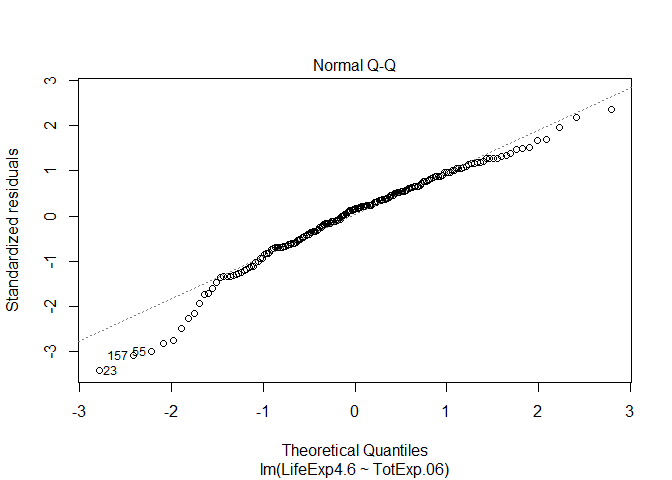 Normal Q-Q
3
2
1
0
-1
-2
-3
Standardized residuals
157
55
23
-3 -2 -1 0 1 2 3
Theoretical Quantiles
lm(LifeExp4.6 ~ TotExp.06)